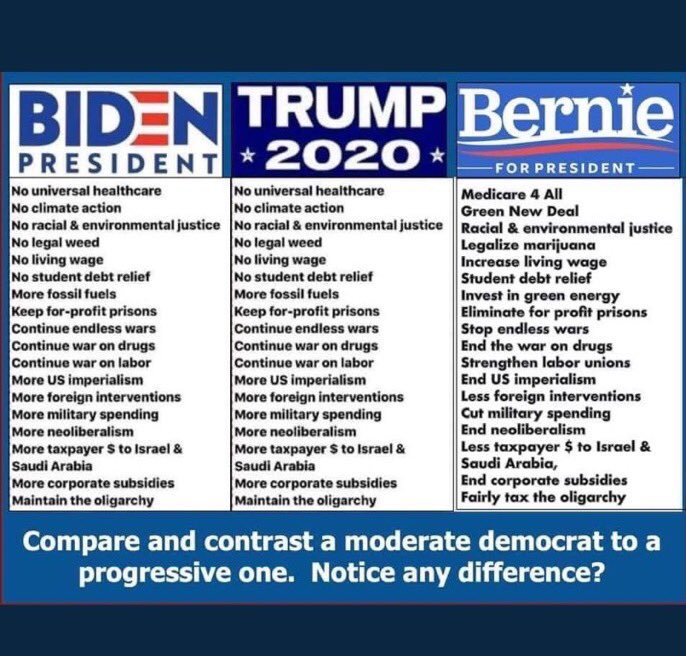 BIDEN
PRESIDENT
No universal healthcare
No climate action
No racial & environmental justice
No legal weed
No living wage
No student debt relief
More fossil fuels
Keep for-profit prisons
Continue endless wars
Continue war on drugs
Continue war on labor
More US imperialism
More foreign interventions
More military spending
More neoliberalism
More taxpayer $ to Israel &
Saudi Arabia
More corporate subsidies
Maintain the oligarchy
TRUMP
2020
No universal healthcare
No climate action
No racial & environmental justice
No legal weed
No living wage
No student debt relief
More fossil fuels
Keep for-profit prisons
Continue endless wars
Continue war on drugs
Continue war on labor
More US imperialism
More foreign interventions
More military spending
More neoliberalism
More taxpayer $ to Israel &
Saudi Arabia
More corporate subsidies
Maintain the oligarchy
Bernie
FOR PRESIDENT
Medicare 4 All
Green New Deal
Racial & environmental justice
Legalize marijuana
Increase living wage
Student debt relief
Invest in green energy
Eliminate for profit prisons
Stop endless wars
End the war on drugs
Strengthen labor unions
End US imperialism
Less foreign interventions
Cut military spending
End neoliberalism
Less taxpayer $ to Israel &
Saudi Arabia,
End corporate subsidies
Fairly tax the oligarchy
Compare and contrast a moderate democrat to a
progressive one. Notice any difference?